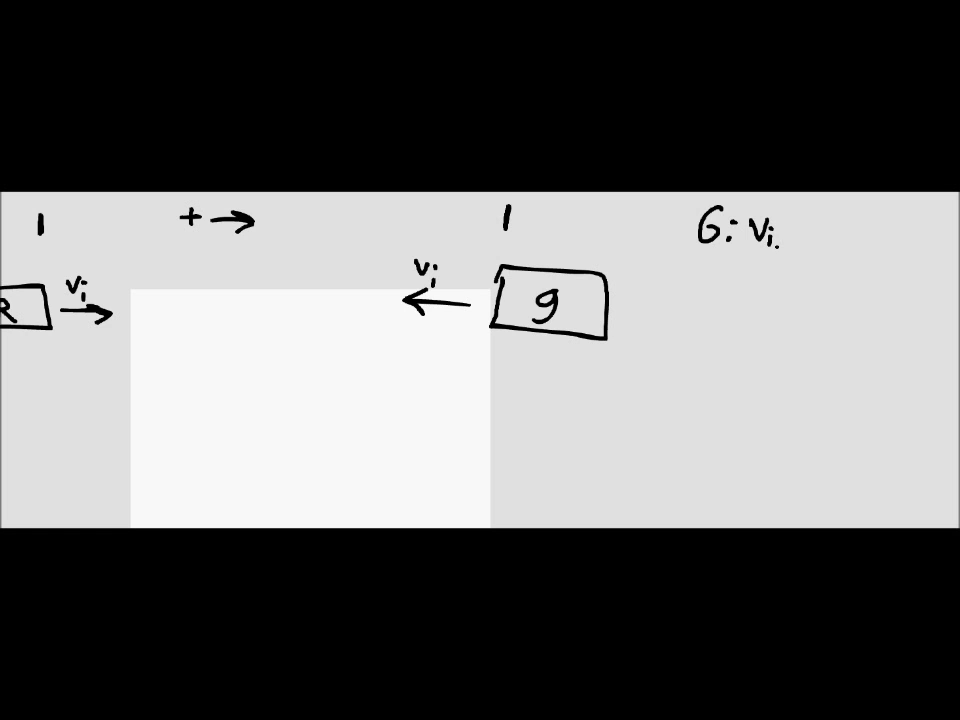 1 + → 1 G: vi.
vi vi
R → ← g